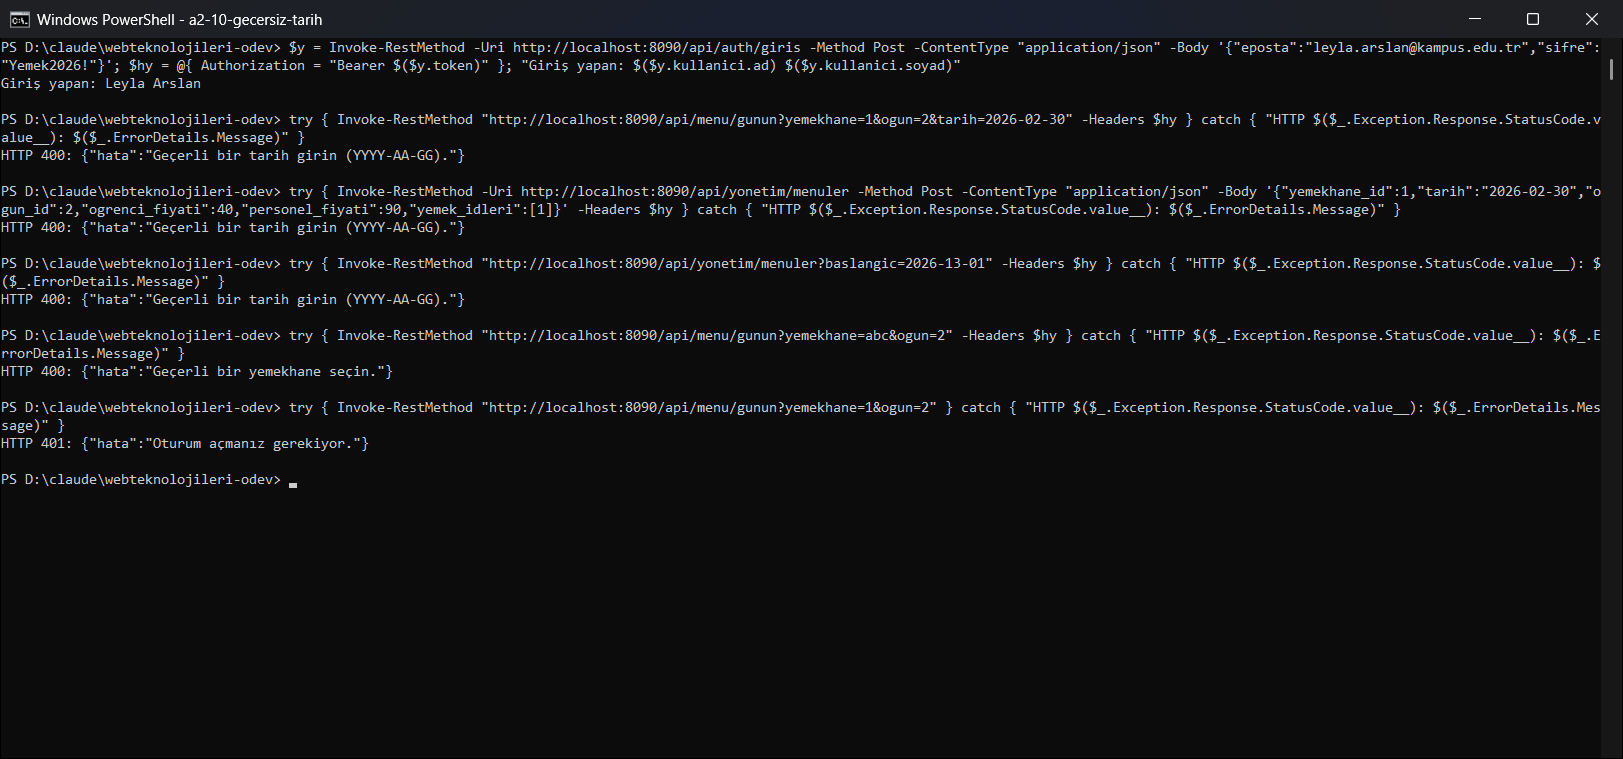 Windows PowerShell - a2-10-gecersiz-tarih
PS D:\claude\webteknolojileri-odev> $y = Invoke-RestMethod -Uri http://localhost:8090/api/auth/giris -Method Post -ContentType "application/json" -Body '{"eposta":"leyla.arslan@kampus.edu.tr","sifre":
"Yemek2026!"}'; $hy = @{ Authorization = "Bearer $($y.token)" }; "Giriş yapan: $($y.kullanici.ad) $($y.kullanici.soyad)"
Giriş yapan: Leyla Arslan
PS D:\claude\webteknolojileri-odev> try { Invoke-RestMethod "http://localhost:8090/api/menu/gunun?yemekhane=1&ogun=2&tarih=2026-02-30" -Headers $hy } catch { "HTTP $($_.Exception.Response.StatusCode.v
alue__): $($_.ErrorDetails.Message)" }
HTTP 400: {"hata":"Geçerli bir tarih girin (YYYY-AA-GG)."}
PS D:\claude\webteknolojileri-odev> try { Invoke-RestMethod -Uri http://localhost:8090/api/yonetim/menuler -Method Post -ContentType "application/json" -Body '{"yemekhane_id":1,"tarih":"2026-02-30","o
gun_id":2,"ogrenci_fiyati":40,"personel_fiyati":90,"yemek_idleri":[1]}' -Headers $hy } catch { "HTTP $($_.Exception.Response.StatusCode.value__): $($_.ErrorDetails.Message)" }
HTTP 400: {"hata":"Geçerli bir tarih girin (YYYY-AA-GG)."}
PS D:\claude\webteknolojileri-odev> try { Invoke-RestMethod "http://localhost:8090/api/yonetim/menuler?baslangic=2026-13-01" -Headers $hy } catch { "HTTP $($_.Exception.Response.StatusCode.value__): $
($_.ErrorDetails.Message)" }
HTTP 400: {"hata":"Geçerli bir tarih girin (YYYY-AA-GG)."}
PS D:\claude\webteknolojileri-odev> try { Invoke-RestMethod "http://localhost:8090/api/menu/gunun?yemekhane=abc&ogun=2" -Headers $hy } catch { "HTTP $($_.Exception.Response.StatusCode.value__): $($_.E
rrorDetails.Message)" }
HTTP 400: {"hata":"Geçerli bir yemekhane seçin."}
PS D:\claude\webteknolojileri-odev> try { Invoke-RestMethod "http://localhost:8090/api/menu/gunun?yemekhane=1&ogun=2" } catch { "HTTP $($_.Exception.Response.StatusCode.value__): $($_.ErrorDetails.Mes
sage)" }
HTTP 401: {"hata":"Oturum açmanız gerekiyor."}
PS D:\claude\webteknolojileri-odev>